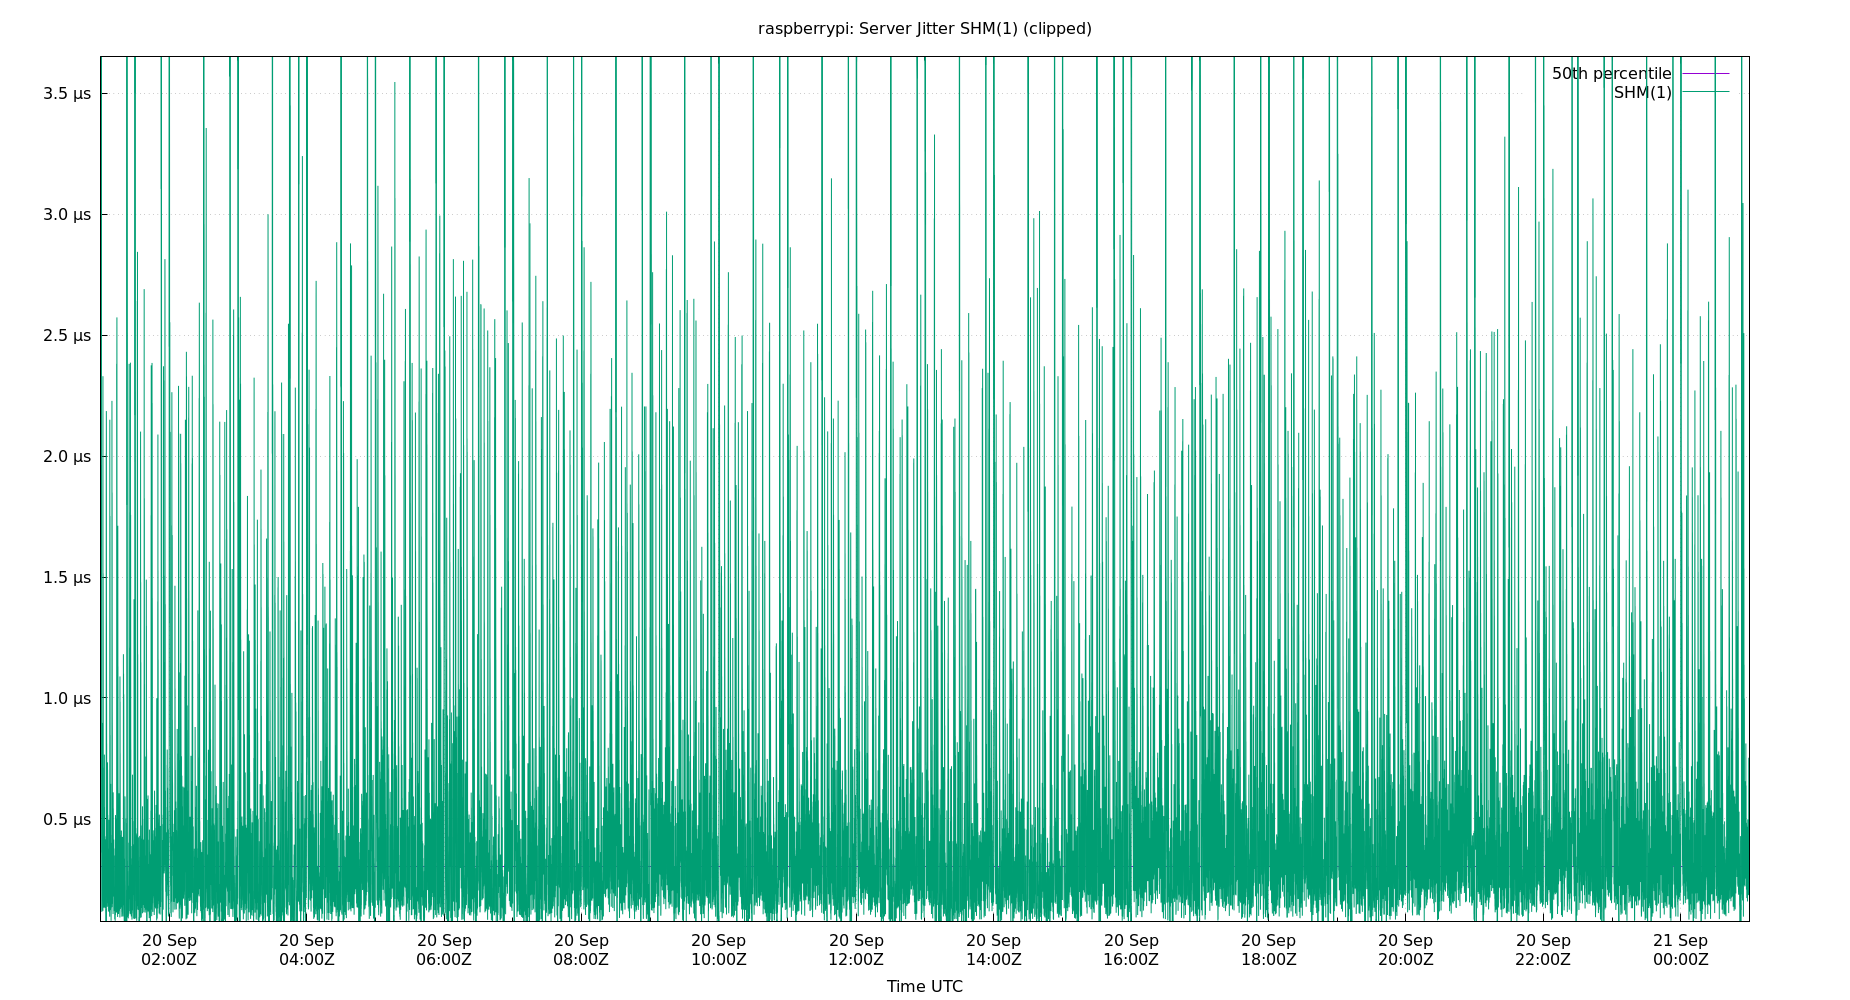 raspberrypi: Server Jitter SHM(1) (clipped)
50th percentile
SHM(1)
3.5 µs
3.0 µs
2.5 µs
2.0 µs
1.5 µs
1.0 µs
0.5 µs
20 Sep 20 Sep 20 Sep 20 Sep 20 Sep 20 Sep 20 Sep 20 Sep 20 Sep 20 Sep 20 Sep 21 Sep
02:00Z 04:00Z 06:00Z 08:00Z 10:00Z 12:00Z 14:00Z 16:00Z 18:00Z 20:00Z 22:00Z 00:00Z
Time UTC